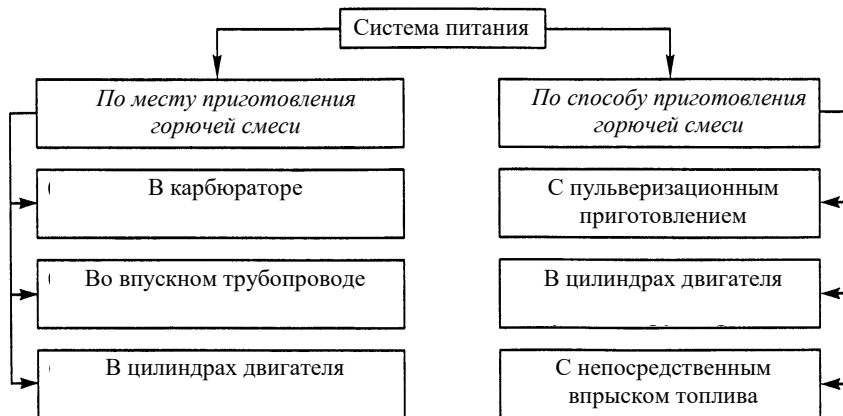 Система питания
По месту приготовления
горючей смеси
В карбюраторе
Во впускном трубопроводе
В цилиндрах двигателя
По способу приготовления
горючей смеси
С пульверизационным
приготовлением
В цилиндрах двигателя
С непосредственным
впрыском топлива